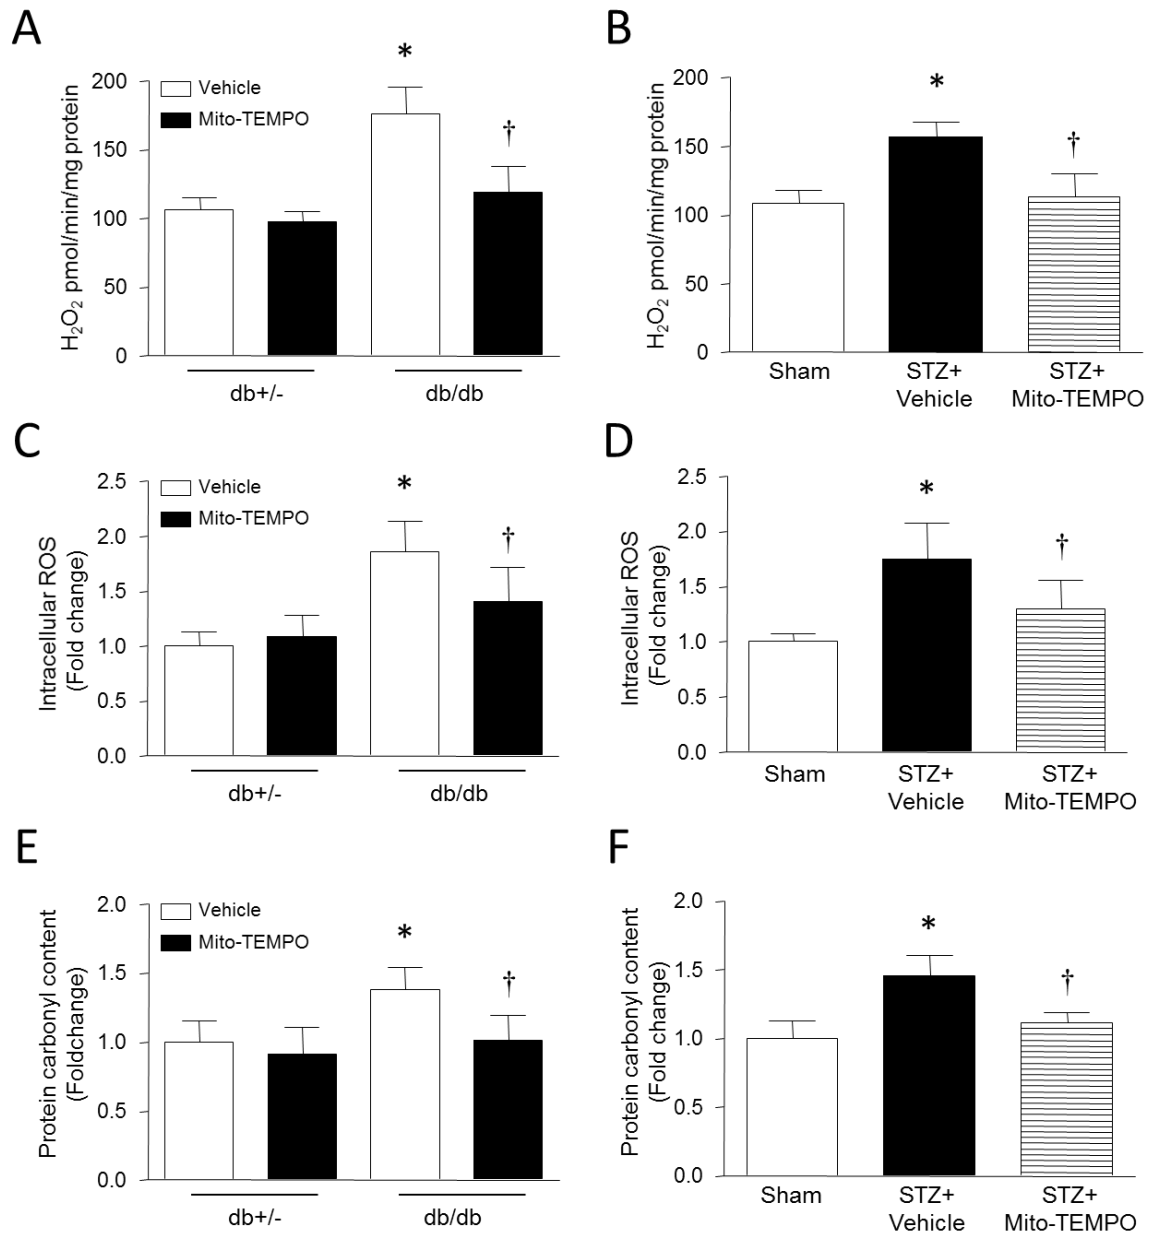 A
H₂O₂ pmol/min/mg protein
200
150
100
50
0
Vehicle
Mito-TEMPO
*
†
db+/-
db/db
B
H₂O₂ pmol/min/mg protein
200
150
100
50
0
*
†
Sham
STZ+
Vehicle
STZ+
Mito-TEMPO
C
Intracellular ROS
(Fold change)
2.5
2.0
1.5
1.0
0.5
0.0
Vehicle
Mito-TEMPO
*
†
db+/-
db/db
D
Intracellular ROS
(Fold change)
2.5
2.0
1.5
1.0
0.5
0.0
*
†
Sham
STZ+
Vehicle
STZ+
Mito-TEMPO
E
Protein carbonyl content
(Foldchange)
2.0
1.5
1.0
0.5
0.0
Vehicle
Mito-TEMPO
*
†
db+/-
db/db
F
Protein carbonyl content
(Fold change)
2.0
1.5
1.0
0.5
0.0
*
†
Sham
STZ+
Vehicle
STZ+
Mito-TEMPO